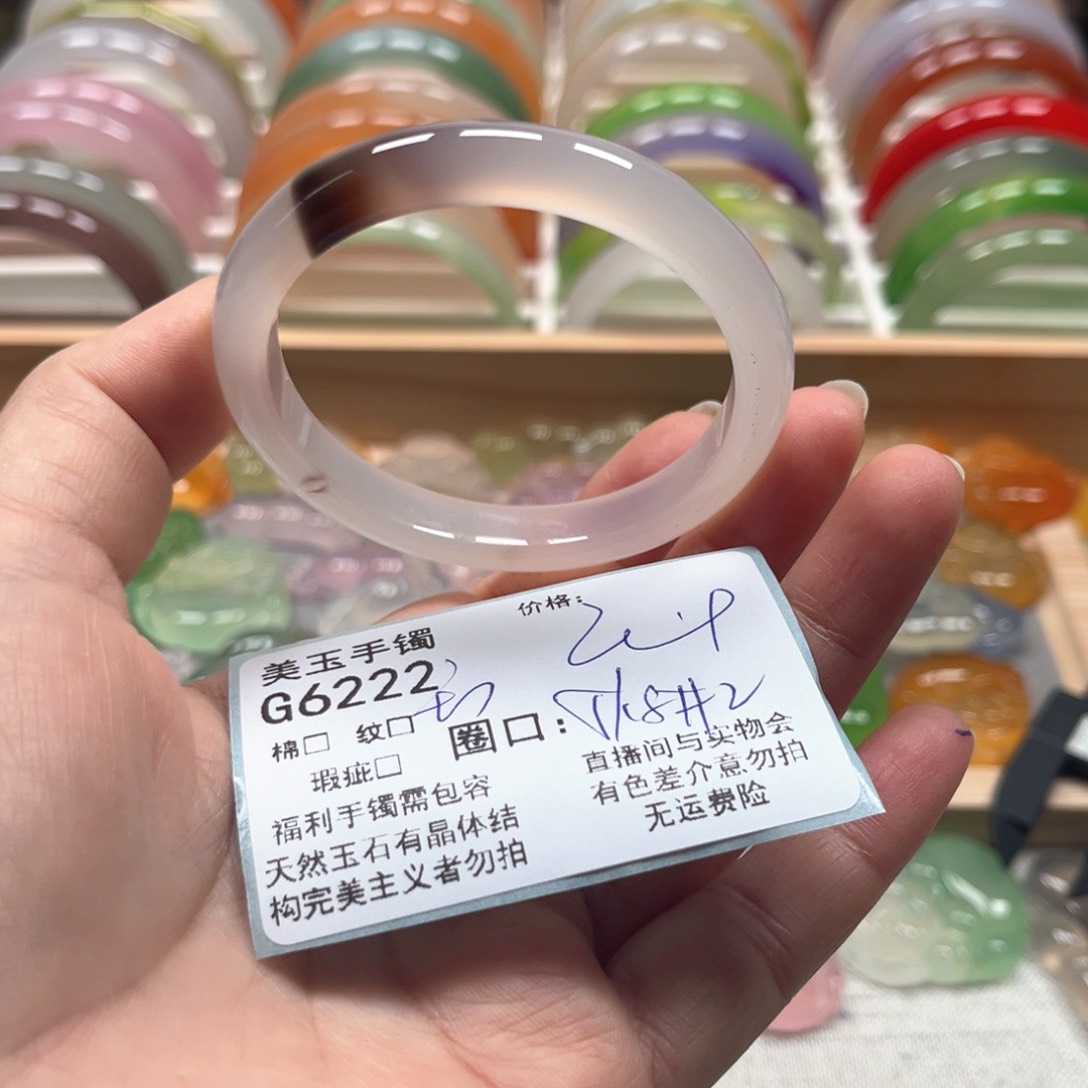 价格:
美玉手镯
G6222
棉□ 纹□ 圈口:
瑕疵□
直播间与实物会
有色差介意勿拍
无运费险
福利手镯需包容
天然玉石有晶体结
构完美主义者勿拍